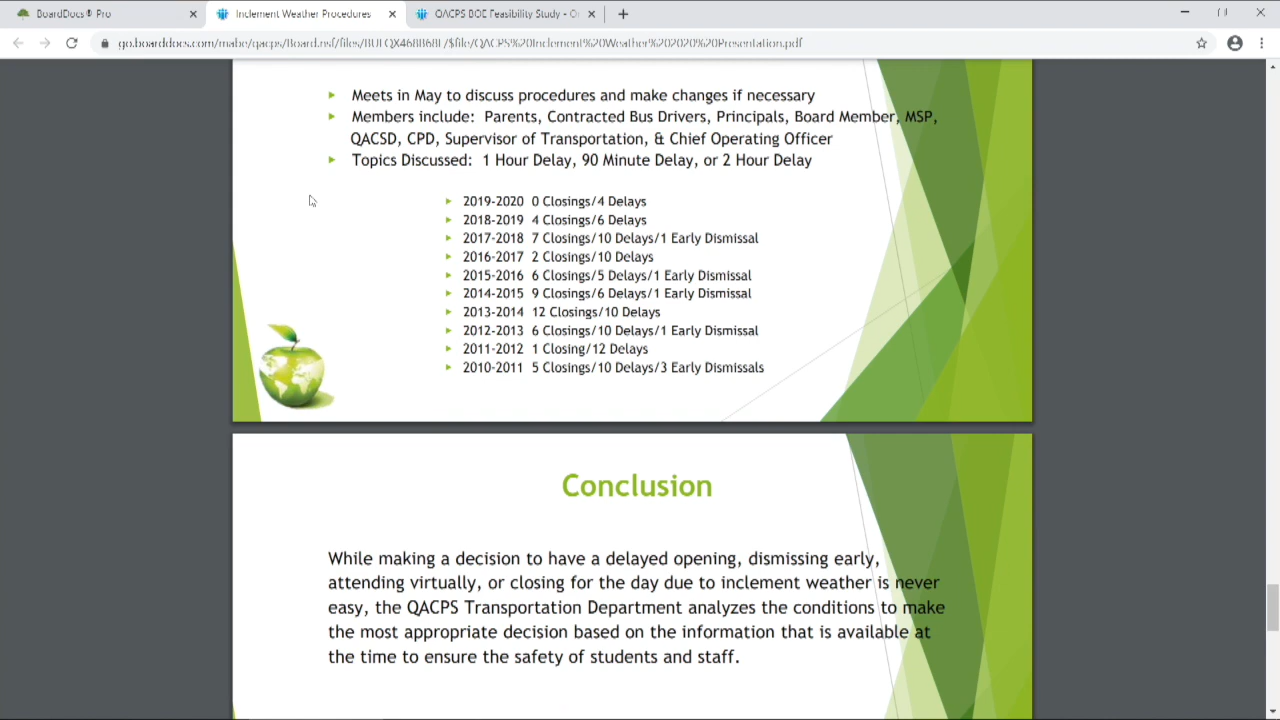 BoardDocs® Pro
Inclement Weather Procedures
QACPS BOE Feasibility Study - O
Meets in May to discuss procedures and make changes if necessary
Members include: Parents, Contracted Bus Drivers, Principals, Board Member, MSP,
QACSD, CPD, Supervisor of Transportation, & Chief Operating Officer
Topics Discussed: 1 Hour Delay, 90 Minute Delay, or 2 Hour Delay
2019-2020 0 Closings/4 Delays
2018-2019 4 Closings/6 Delays
2017-2018 7 Closings/10 Delays/1 Early Dismissal
2016-2017 2 Closings/10 Delays
2015-2016 6 Closings/5 Delays/1 Early Dismissal
2014-2015 9 Closings/6 Delays/1 Early Dismissal
2013-2014 12 Closings/10 Delays
2012-2013 6 Closings/10 Delays/1 Early Dismissal
2011-2012 1 Closing/12 Delays
2010-2011 5 Closings/10 Delays/3 Early Dismissals
Conclusion
While making a decision to have a delayed opening, dismissing early,
attending virtually, or closing for the day due to inclement weather is never
easy, the QACPS Transportation Department analyzes the conditions to make
the most appropriate decision based on the information that is available at
the time to ensure the safety of students and staff.